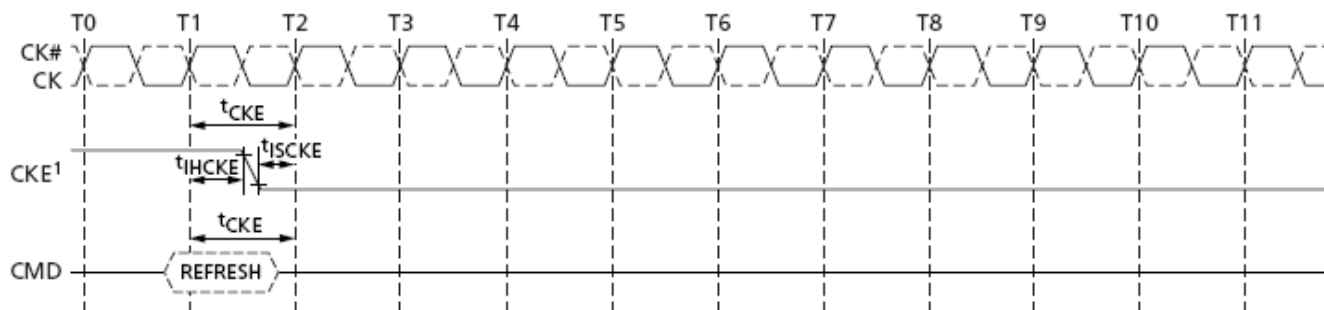 T0 T1 T2 T3 T4 T5 T6 T7 T8 T9 T10 T11
CK#
CK
tCKE
tISCKE
CKE1
tIHCKE
tCKE
CMD
REFRESH